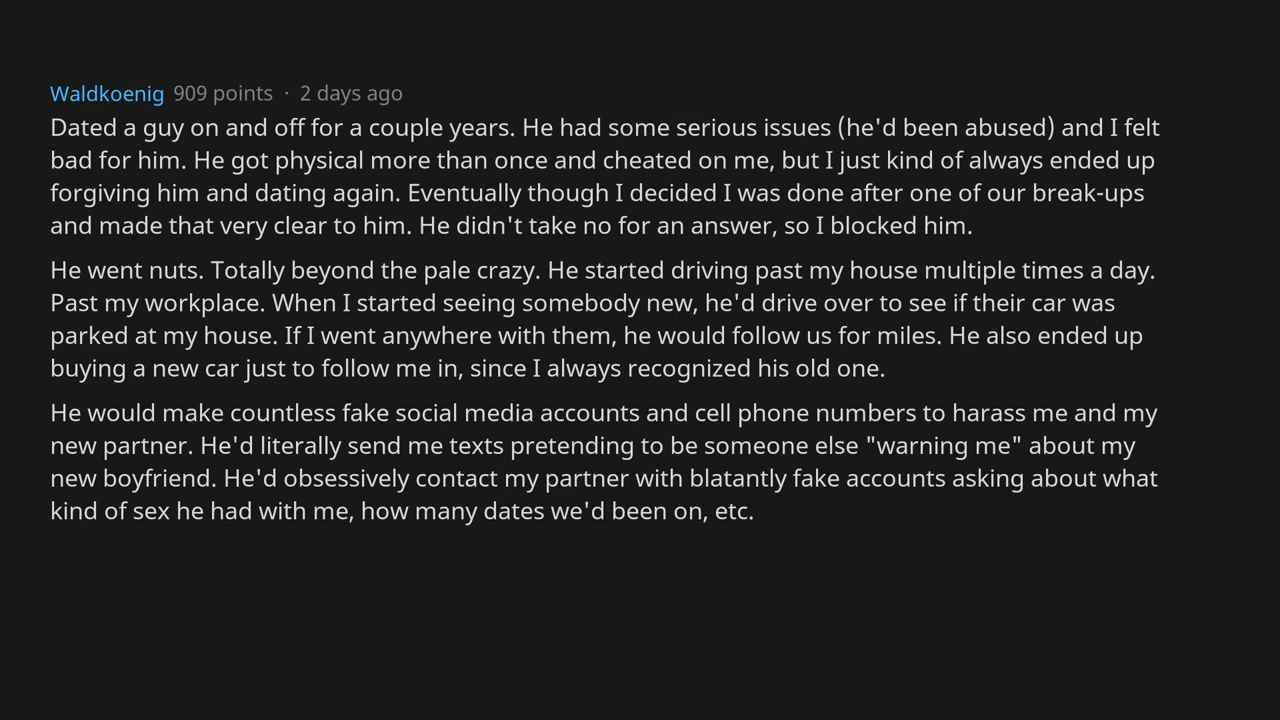 Waldkoenig 909 points · 2 days ago
Dated a guy on and off for a couple years. He had some serious issues (he'd been abused) and I felt
bad for him. He got physical more than once and cheated on me, but I just kind of always ended up
forgiving him and dating again. Eventually though I decided I was done after one of our break-ups
and made that very clear to him. He didn't take no for an answer, so I blocked him.
He went nuts. Totally beyond the pale crazy. He started driving past my house multiple times a day.
Past my workplace. When I started seeing somebody new, he'd drive over to see if their car was
parked at my house. If I went anywhere with them, he would follow us for miles. He also ended up
buying a new car just to follow me in, since I always recognized his old one.
He would make countless fake social media accounts and cell phone numbers to harass me and my
new partner. He'd literally send me texts pretending to be someone else "warning me" about my
new boyfriend. He'd obsessively contact my partner with blatantly fake accounts asking about what
kind of sex he had with me, how many dates we'd been on, etc.